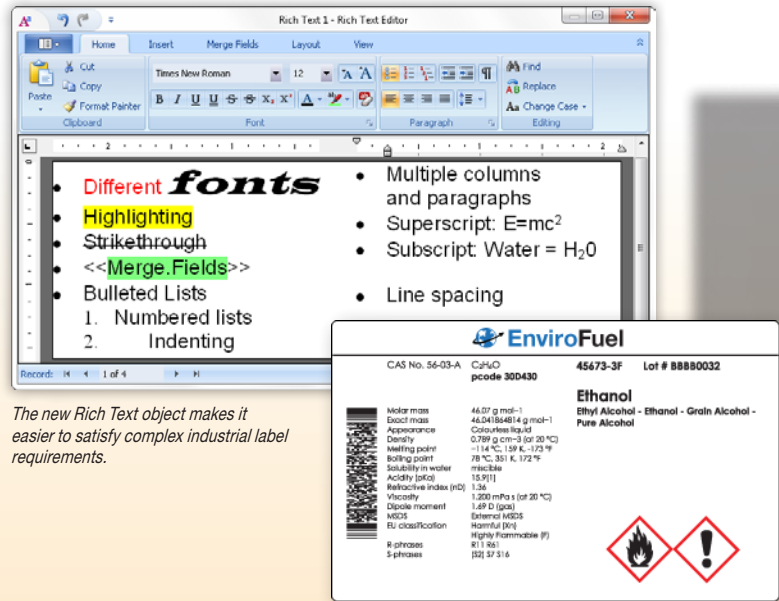 Rich Text 1 - Rich Text Editor
Home Insert Merge Fields Layout View
Paste
Cut
Copy
Format Painter
Clipboard
Times New Roman 12
B I U U S S X₂ X² A
Font
Paragraph
Find
Replace
Change Case
Editing
2 1 1 2
• Different fonts
• Highlighting
• Strikethrough
• <<Merge.Fields>>
• Bulleted Lists
1. Numbered lists
2. Indenting
• Multiple columns
and paragraphs
• Superscript: E=mc²
• Subscript: Water = H₂0
• Line spacing
Record: 1 of 4
The new Rich Text object makes it
easier to satisfy complex industrial label
requirements.
EnviroFuel
CAS No. 56-03-A C₂H₆O
pcode 30D430
45673-3F Lot # BBBB0032
Ethanol
Ethyl Alcohol - Ethanol - Grain Alcohol -
Pure Alcohol
Molar mass 46.07 g mol−1
Exact mass 46.041864814 g mol−1
Appearance Colourless liquid
Density 0.789 g cm−3 (at 20 °C)
Melting point −114 °C, 159 K, -173 °F
Boiling point 78 °C, 351 K, 172 °F
Solubility in water miscible
Acidity (pKa) 15.9[1]
Refractive index (nD) 1.36
Viscosity 1.200 mPa s (at 20 °C)
Dipole moment 1.69 D (gas)
MSDS External MSDS
EU classification Harmful (Xn)
Highly Flammable (F)
R-phrases R11 R61
S-phrases (S2) S7 S16